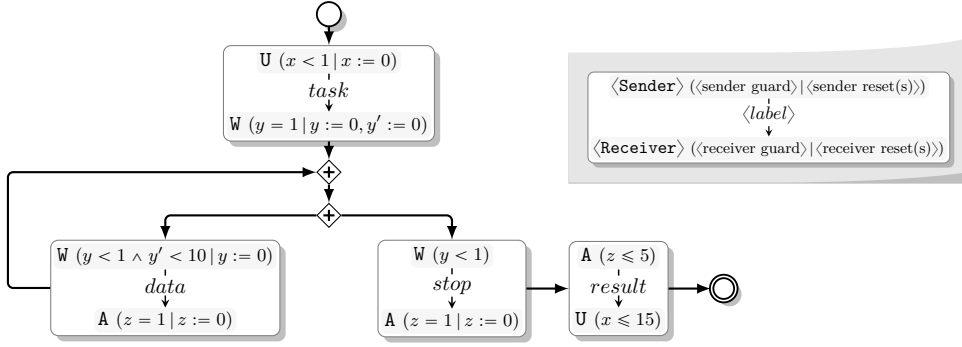 U (x < 1 | x := 0)
task
W (y = 1 | y := 0, y′ := 0)
⟨Sender⟩ (⟨sender guard⟩|⟨sender reset(s)⟩)
⟨label⟩
⟨Receiver⟩ (⟨receiver guard⟩|⟨receiver reset(s)⟩)
+
+
W (y < 1 ∧ y′ < 10 | y := 0)
data
A (z = 1 | z := 0)
W (y < 1)
stop
A (z = 1 | z := 0)
A (z ⩽ 5)
result
U (x ⩽ 15)